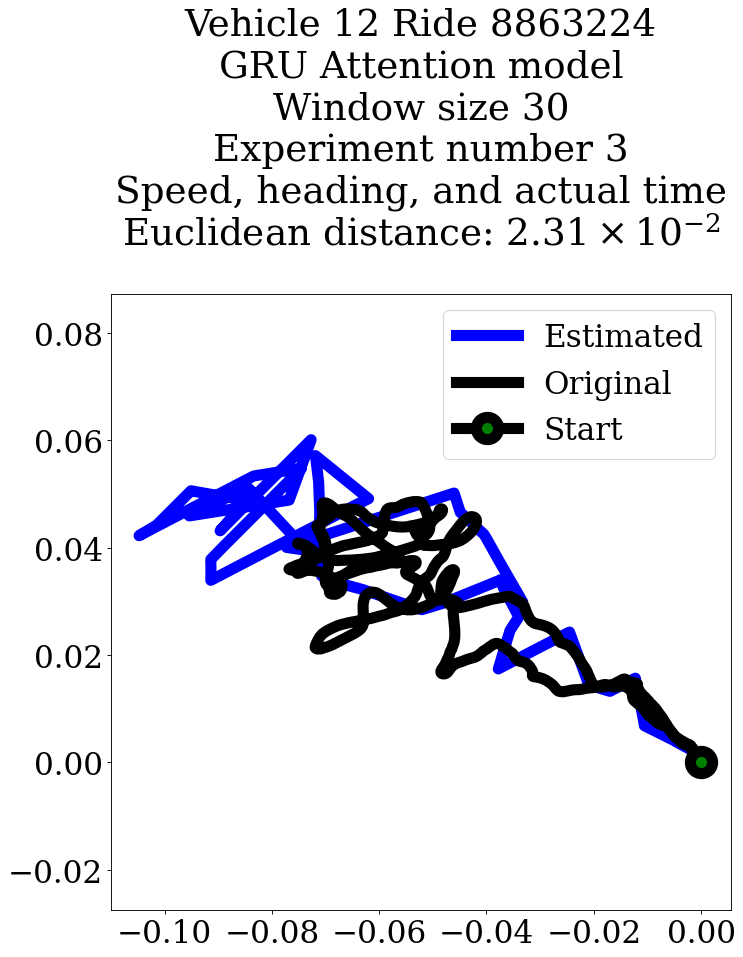 Vehicle 12 Ride 8863224
GRU Attention model
Window size 30
Experiment number 3
Speed, heading, and actual time
Euclidean distance: 2.31 × 10⁻²
Estimated
Original
Start
0.08
0.06
0.04
0.02
0.00
−0.02
−0.10 −0.08 −0.06 −0.04 −0.02 0.00